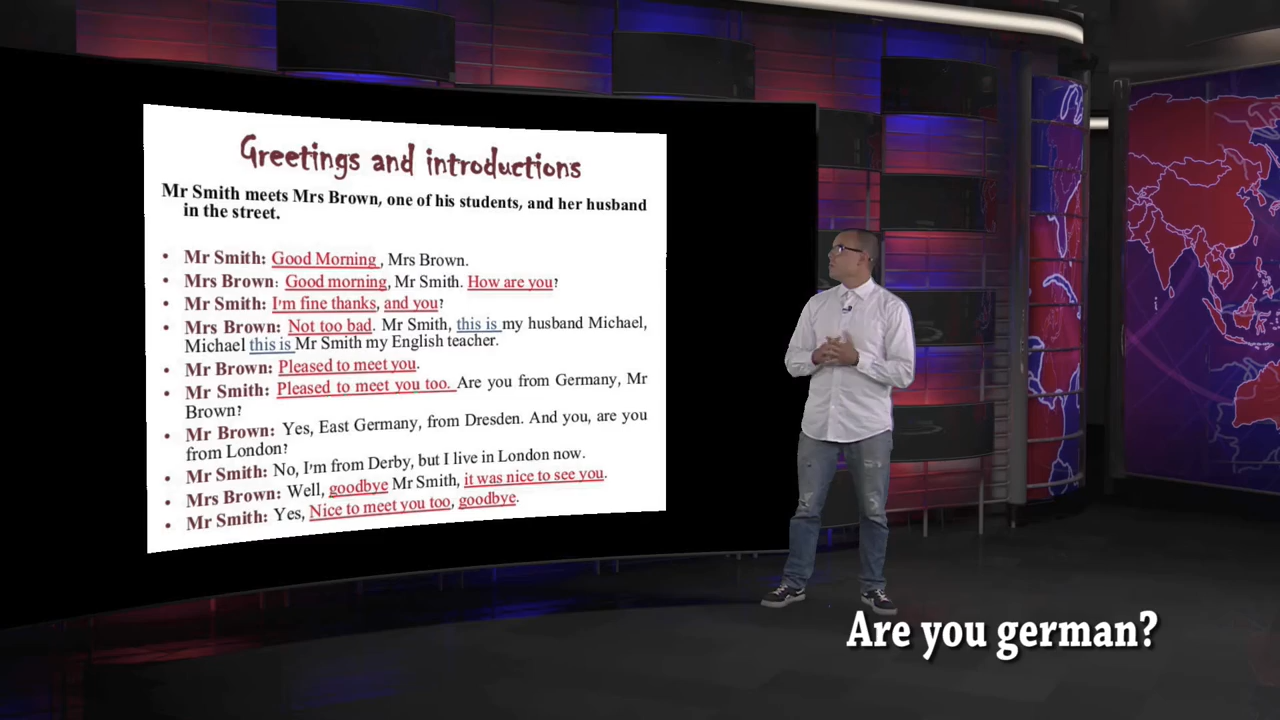 Greetings and introductions
Mr Smith meets Mrs Brown, one of his students, and her husband
in the street.
• Mr Smith: Good Morning , Mrs Brown.
• Mrs Brown: Good morning, Mr Smith. How are you?
• Mr Smith: I'm fine thanks, and you?
• Mrs Brown: Not too bad. Mr Smith, this is my husband Michael,
Michael this is Mr Smith my English teacher.
• Mr Brown: Pleased to meet you.
• Mr Smith: Pleased to meet you too. Are you from Germany, Mr
Brown?
• Mr Brown: Yes, East Germany, from Dresden. And you, are you
from London?
• Mr Smith: No, I'm from Derby, but I live in London now.
• Mrs Brown: Well, goodbye Mr Smith, it was nice to see you.
• Mr Smith: Yes, Nice to meet you too, goodbye.
Are you german?